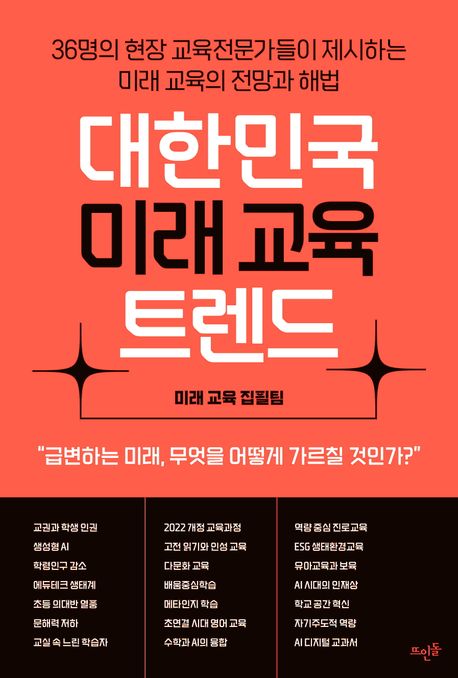 36명의 현장 교육전문가들이 제시하는
미래 교육의 전망과 해법
대한민국
미래 교육
트렌드
미래 교육 집필팀
"급변하는 미래, 무엇을 어떻게 가르칠 것인가?"
교권과 학생 인권
생성형 AI
학령인구 감소
에듀테크 생태계
초등 의대반 열풍
문해력 저하
교실 속 느린 학습자
2022 개정 교육과정
고전 읽기와 인성 교육
다문화 교육
배움중심학습
메타인지 학습
초연결 시대 영어 교육
수학과 AI의 융합
역량 중심 진로교육
ESG 생태환경교육
유아교육과 보육
AI 시대의 인재상
학교 공간 혁신
자기주도적 역량
AI 디지털 교과서
뜨인돌